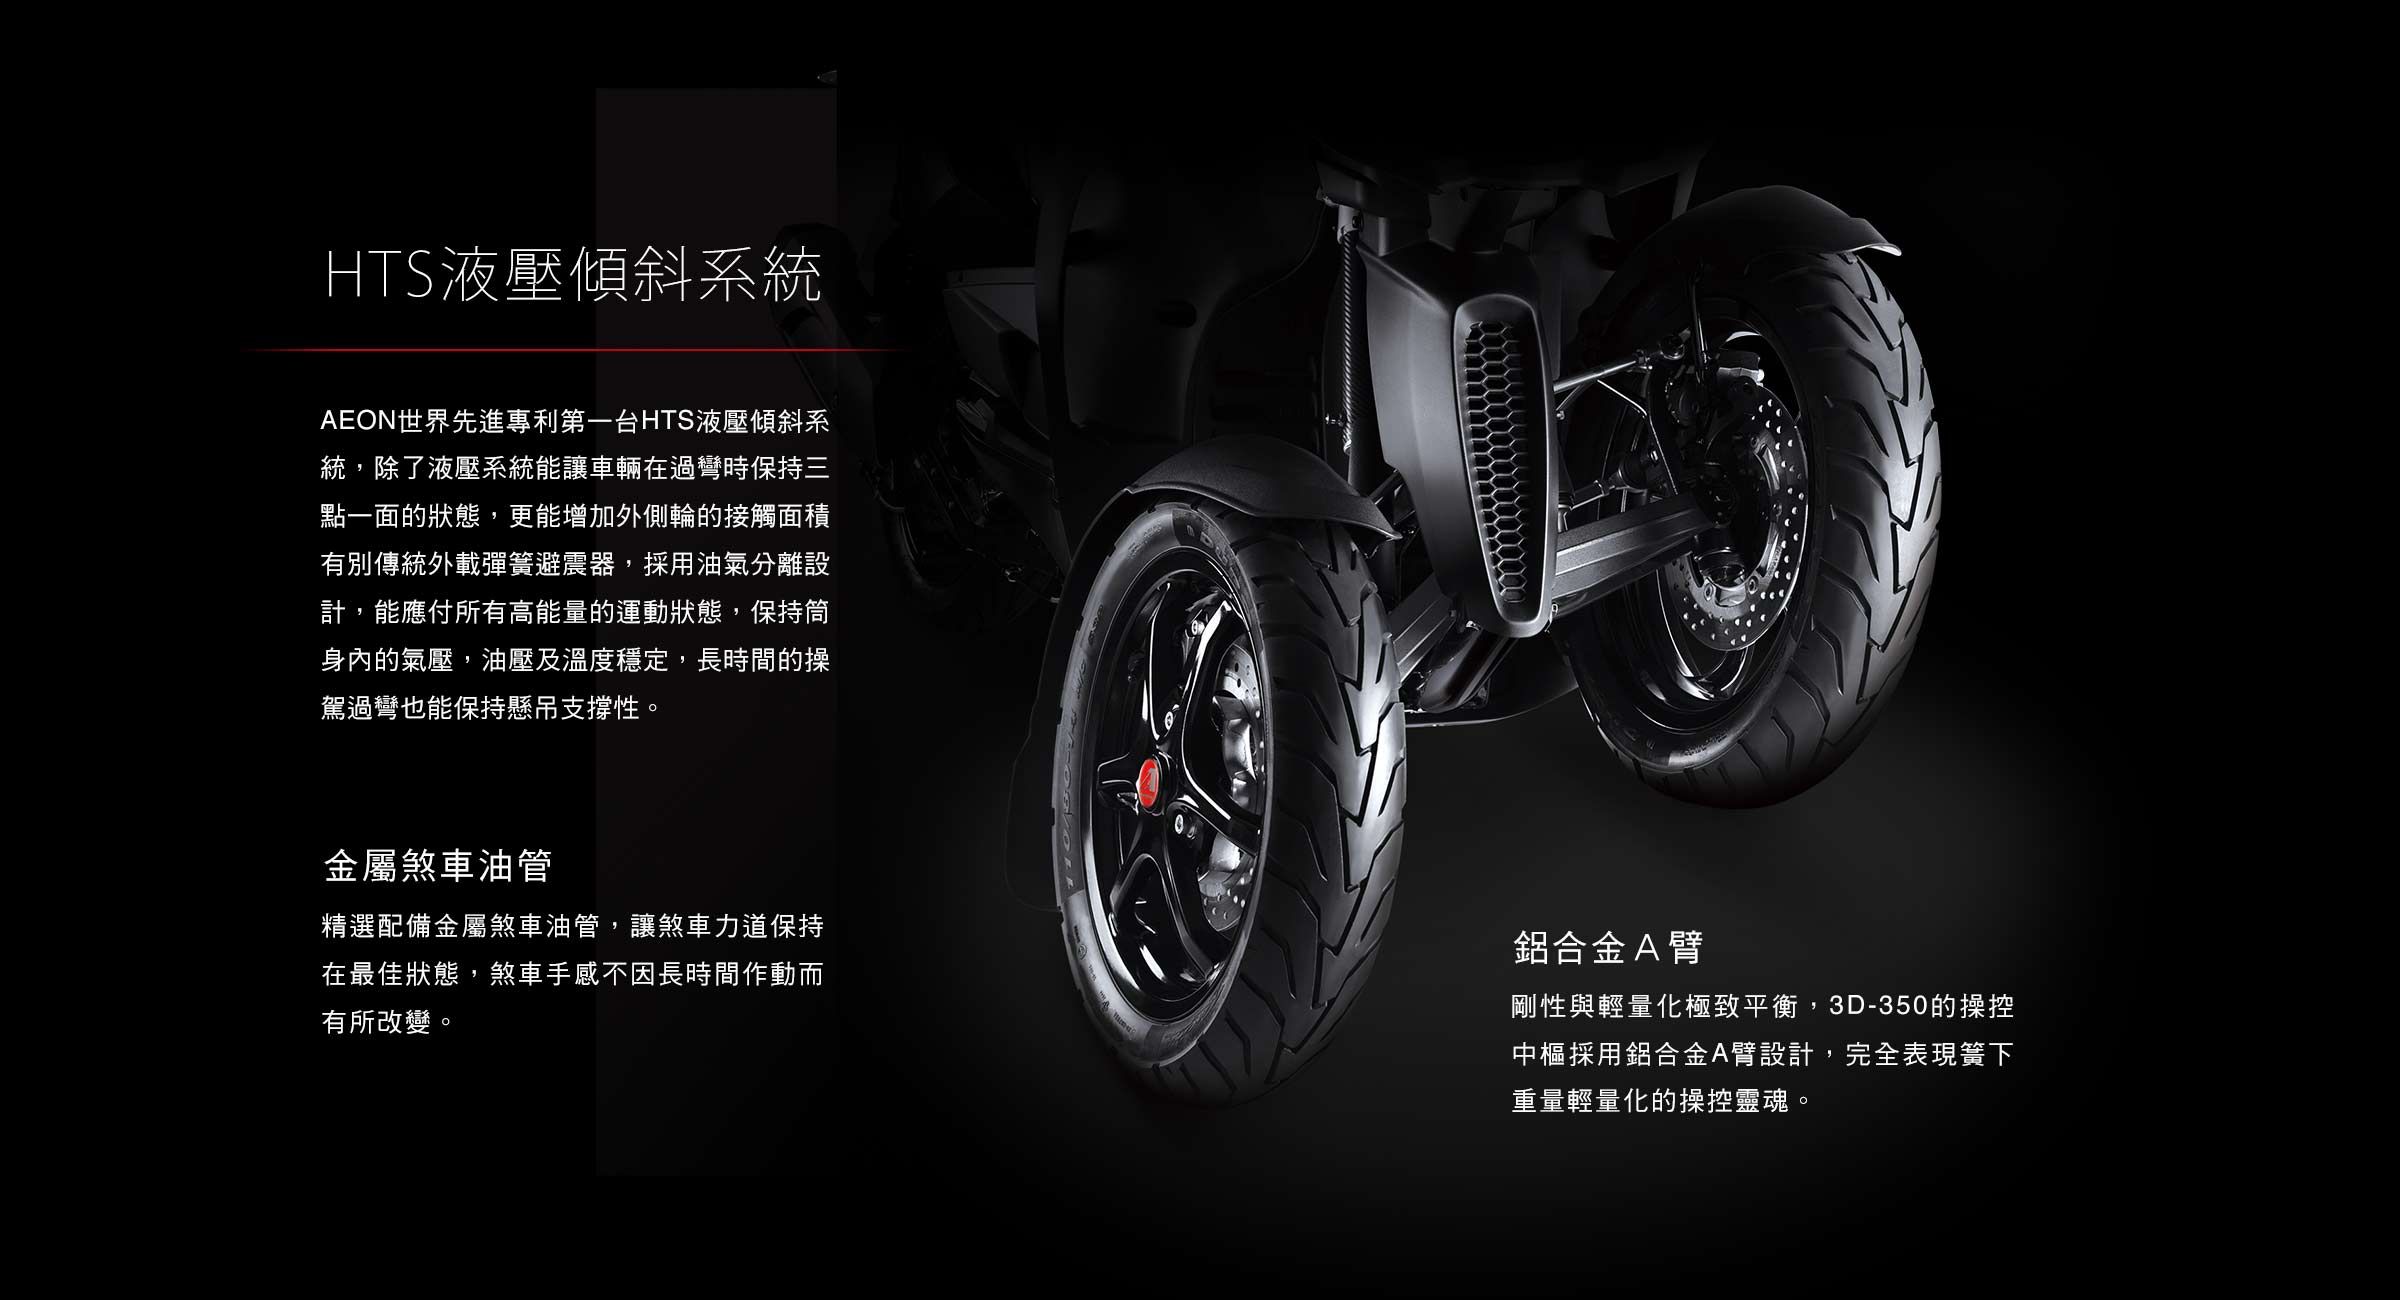 HTS液壓傾斜系統
AEON世界先進專利第一台HTS液壓傾斜系
統，除了液壓系統能讓車輛在過彎時保持三
點一面的狀態，更能增加外側輪的接觸面積
有別傳統外載彈簧避震器，採用油氣分離設
計，能應付所有高能量的運動狀態，保持筒
身內的氣壓，油壓及溫度穩定，長時間的操
駕過彎也能保持懸吊支撐性。
金屬煞車油管
精選配備金屬煞車油管，讓煞車力道保持
在最佳狀態，煞車手感不因長時間作動而
有所改變。
鋁合金A臂
剛性與輕量化極致平衡，3D-350的操控
中樞採用鋁合金A臂設計，完全表現簧下
重量輕量化的操控靈魂。